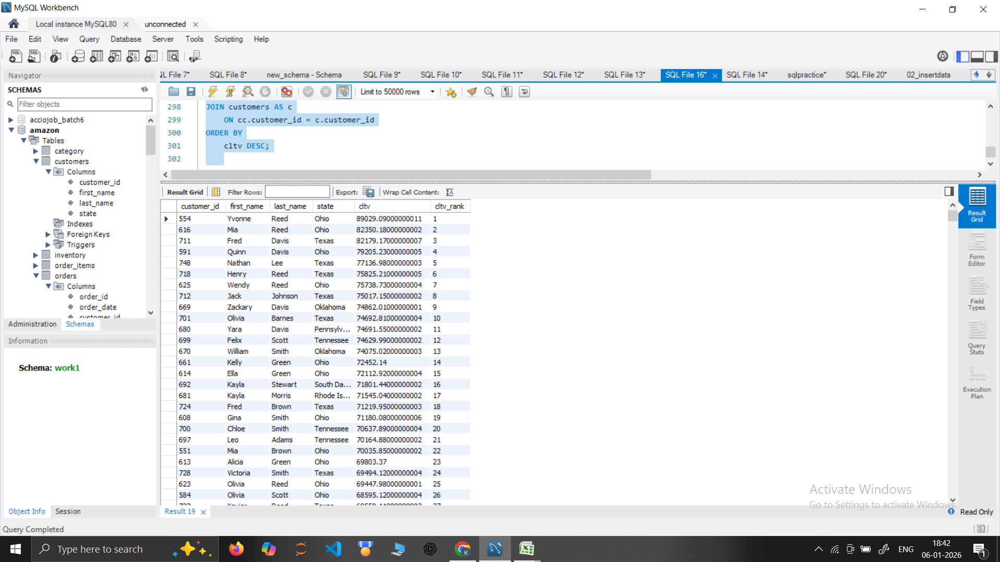 MySQL Workbench
Local instance MySQL80
unconnected
File Edit View Query Database Server Tools Scripting Help
Navigator
SCHEMAS
Filter objects
acciojob_batch6
amazon
Tables
category
customers
Columns
customer_id
first_name
last_name
state
Indexes
Foreign Keys
Triggers
inventory
order_items
orders
Columns
order_id
order_date
customer_id
Administration Schemas
Information
Schema: work1
Object Info Session
QL File 7* SQL File 8* new_schema - Schema SQL File 9* SQL File 10* SQL File 11* SQL File 12* SQL File 13* SQL File 16* SQL File 14* sqlpractice* SQL File 20* 02_insertdata
Limit to 50000 rows
298 JOIN customers AS c
299 ON cc.customer_id = c.customer_id
300 ORDER BY
301 cltv DESC;
302
Result Grid Filter Rows: Export: Wrap Cell Content:
customer_id first_name last_name state cltv cltv_rank
554 Yvonne Reed Ohio 89029.09000000011 1
616 Mia Reed Ohio 82350.18000000002 2
711 Fred Davis Texas 82179.17000000007 3
591 Quinn Davis Ohio 79205.23000000005 4
748 Nathan Lee Texas 77136.98000000003 5
718 Henry Reed Texas 75825.21000000005 6
625 Wendy Reed Ohio 75738.73000000004 7
712 Jack Johnson Texas 75017.15000000002 8
669 Zackary Davis Oklahoma 74862.01000000001 9
701 Olivia Barnes Texas 74692.81000000004 10
680 Yara Davis Pennsylv... 74691.55000000002 11
699 Felix Scott Tennessee 74629.99000000002 12
670 William Smith Oklahoma 74075.02000000003 13
661 Kelly Green Ohio 72452.14 14
614 Ella Green Ohio 72112.92000000004 15
692 Kayla Stewart South Da... 71801.44000000002 16
681 Kayla Morris Rhode Is... 71545.04000000002 17
724 Fred Brown Texas 71219.95000000003 18
608 Gina Smith Ohio 71180.08000000006 19
700 Chloe Smith Tennessee 70637.89000000004 20
697 Leo Adams Tennessee 70164.88000000002 21
551 Mia Brown Ohio 70035.85000000002 22
613 Alicia Green Ohio 69803.37 23
728 Victoria Smith Texas 69494.12000000004 24
623 Olivia Reed Ohio 69447.98000000001 25
584 Olivia Scott Ohio 68595.12000000004 26
Result Grid
Form Editor
Field Types
Query Stats
Execution Plan
Activate Windows
Go to Settings to activate Windows.
Result 19
Read Only
Query Completed
Type here to search
ENG
18:42
06-01-2026
1